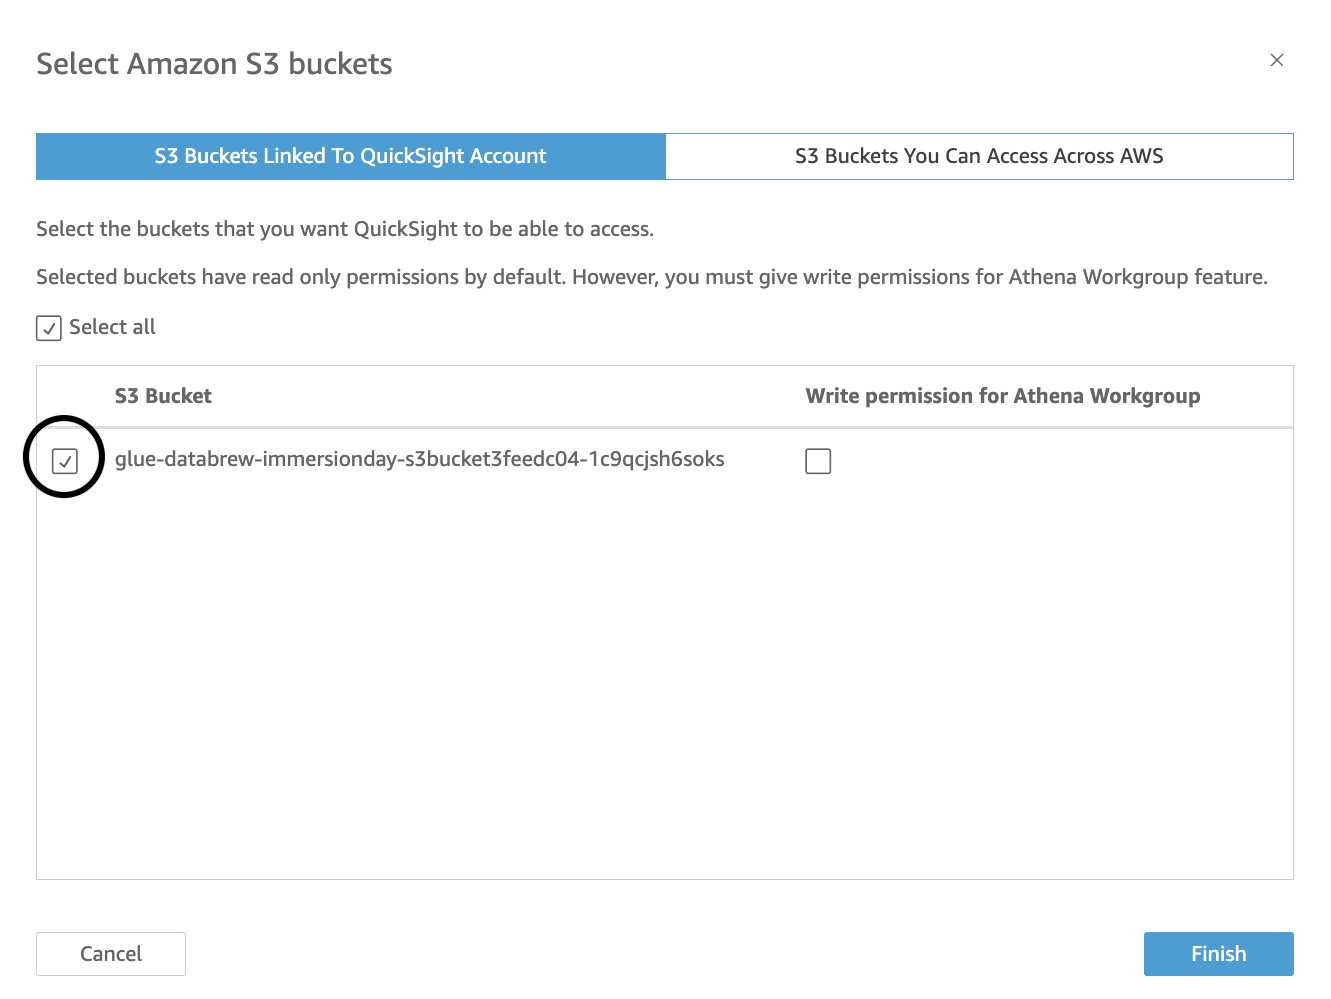 Select Amazon S3 buckets
S3 Buckets Linked To QuickSight Account
S3 Buckets You Can Access Across AWS
Select the buckets that you want QuickSight to be able to access.
Selected buckets have read only permissions by default. However, you must give write permissions for Athena Workgroup feature.
Select all
S3 Bucket
Write permission for Athena Workgroup
glue-databrew-immersionday-s3bucket3feedc04-1c9qcjsh6soks
Cancel
Finish